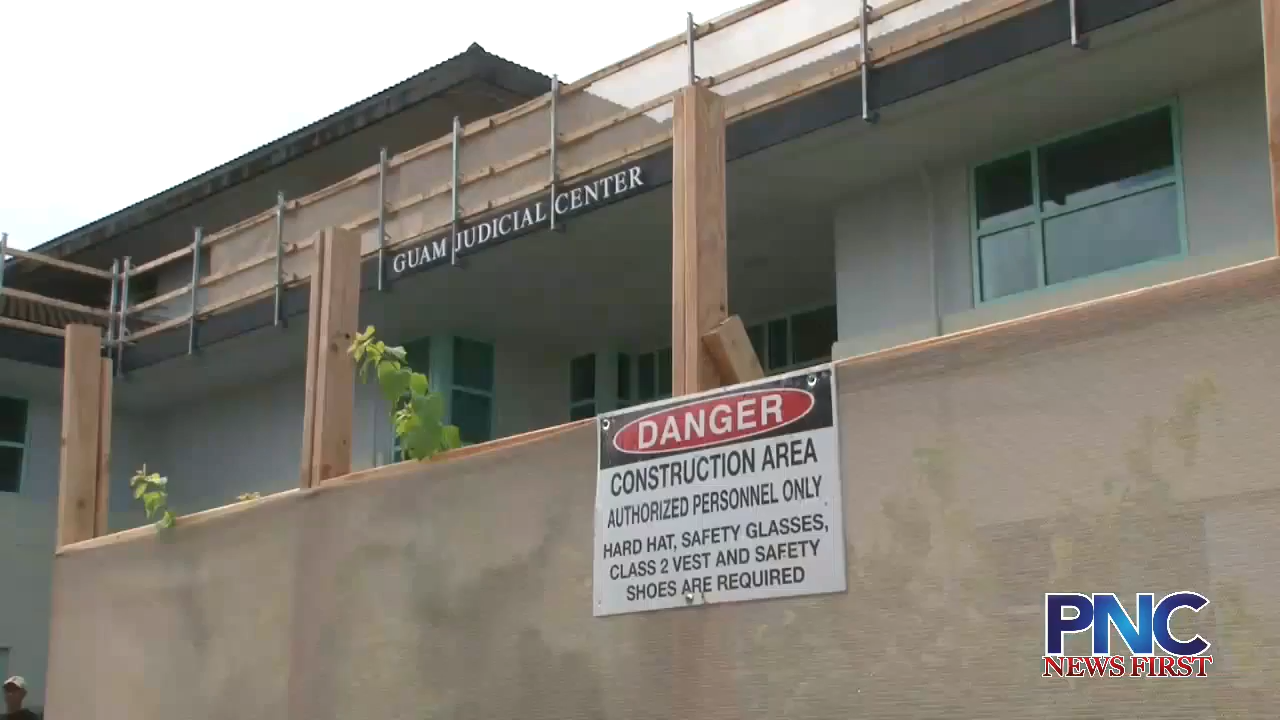 GUAM JUDICIAL CENTER
DANGER
CONSTRUCTION AREA
AUTHORIZED PERSONNEL ONLY
HARD HAT, SAFETY GLASSES,
CLASS 2 VEST AND SAFETY
SHOES ARE REQUIRED
PNC
NEWS FIRST